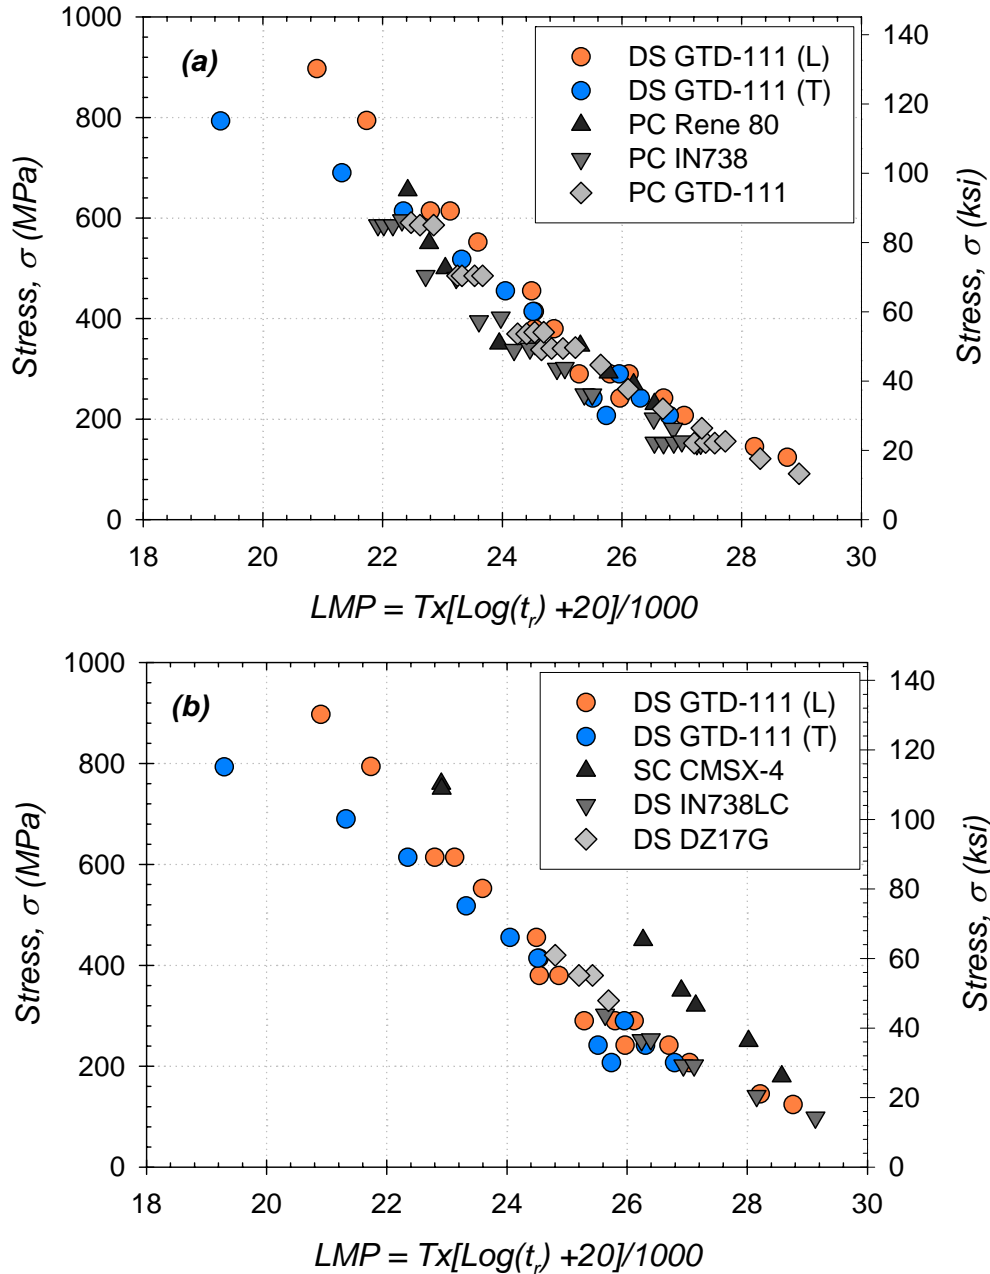 (a)
DS GTD-111 (L)
DS GTD-111 (T)
PC Rene 80
PC IN738
PC GTD-111
Stress, σ (MPa)
1000
800
600
400
200
0
Stress, σ (ksi)
140
120
100
80
60
40
20
0
18 20 22 24 26 28 30
LMP = Tx[Log(tr) +20]/1000
(b)
DS GTD-111 (L)
DS GTD-111 (T)
SC CMSX-4
DS IN738LC
DS DZ17G
Stress, σ (MPa)
1000
800
600
400
200
0
Stress, σ (ksi)
140
120
100
80
60
40
20
0
18 20 22 24 26 28 30
LMP = Tx[Log(tr) +20]/1000